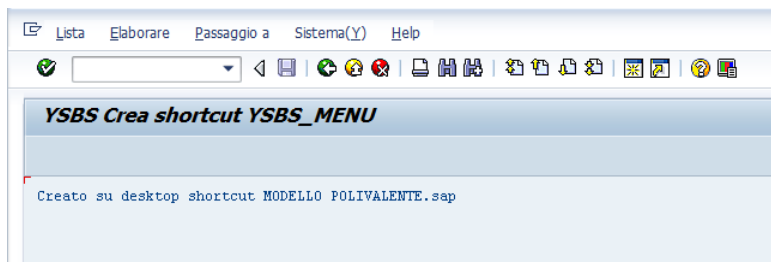 Lista Elaborare Passaggio a Sistema(Y) Help
YSBS Crea shortcut YSBS_MENU
Creato su desktop shortcut MODELLO POLIVALENTE.sap